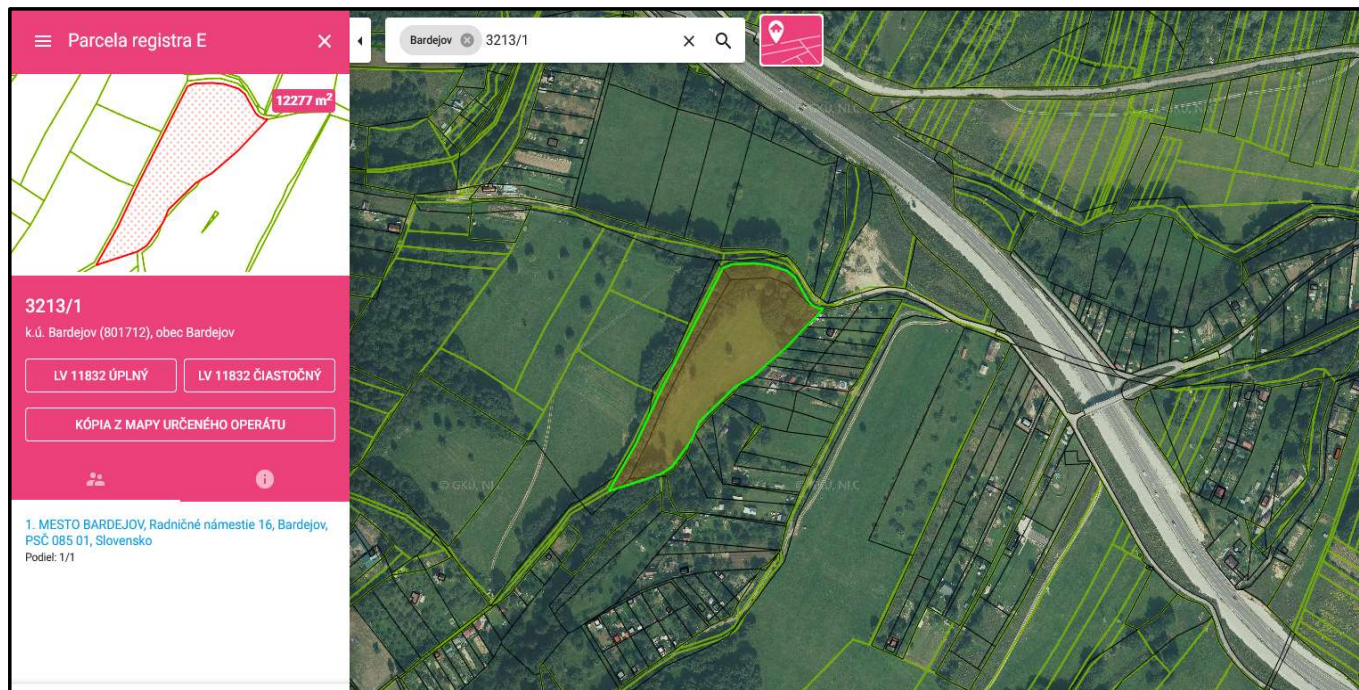 Parcela registra E
Bardejov 3213/1
12277 m²
3213/1
k.ú. Bardejov (801712), obec Bardejov
LV 11832 ÚPLNÝ
LV 11832 ČIASTOČNÝ
KÓPIA Z MAPY URČENÉHO OPERÁTU
1. MESTO BARDEJOV, Radničné námestie 16, Bardejov,
PSČ 085 01, Slovensko
Podiel: 1/1
© GKÚ, NLC